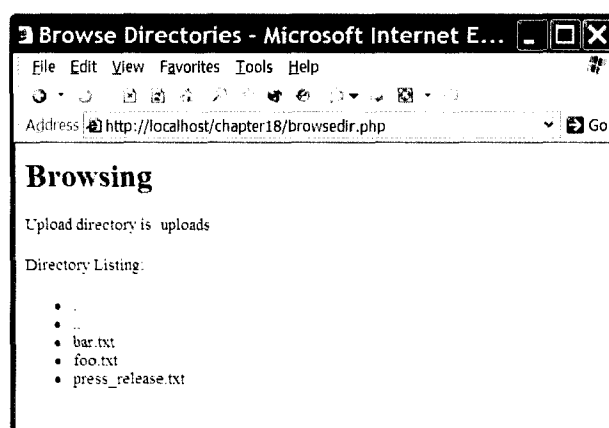 Browse Directories - Microsoft Internet E...
File Edit View Favorites Tools Help
Address http://localhost/chapter18/browsedir.php Go
Browsing
Upload directory is uploads
Directory Listing:
• .
• ..
• bar.txt
• foo.txt
• press_release.txt